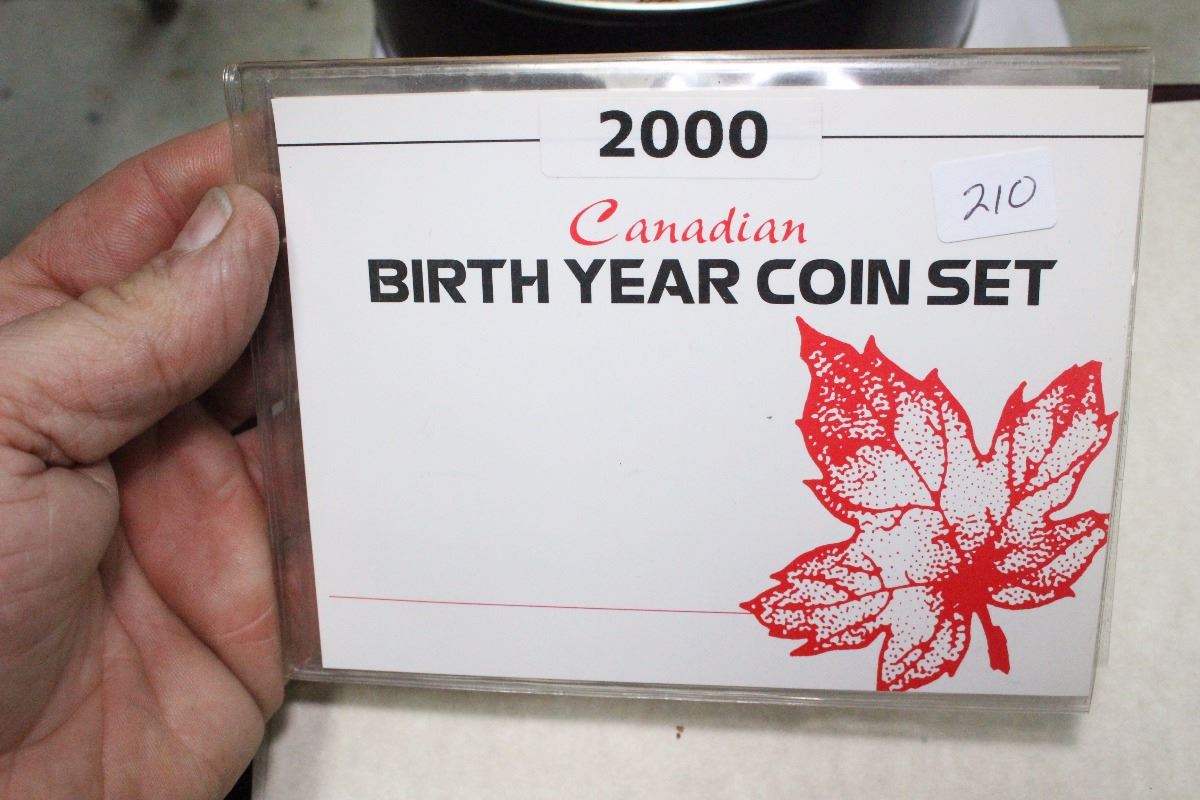 2000
210
Canadian
BIRTH YEAR COIN SET